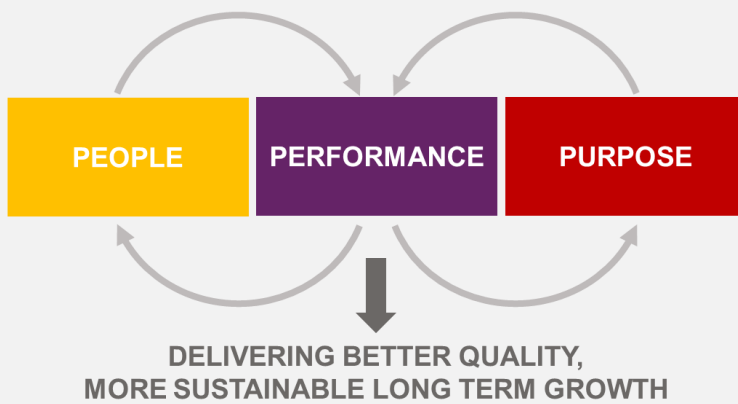 PEOPLE
PERFORMANCE
PURPOSE
DELIVERING BETTER QUALITY,
MORE SUSTAINABLE LONG TERM GROWTH